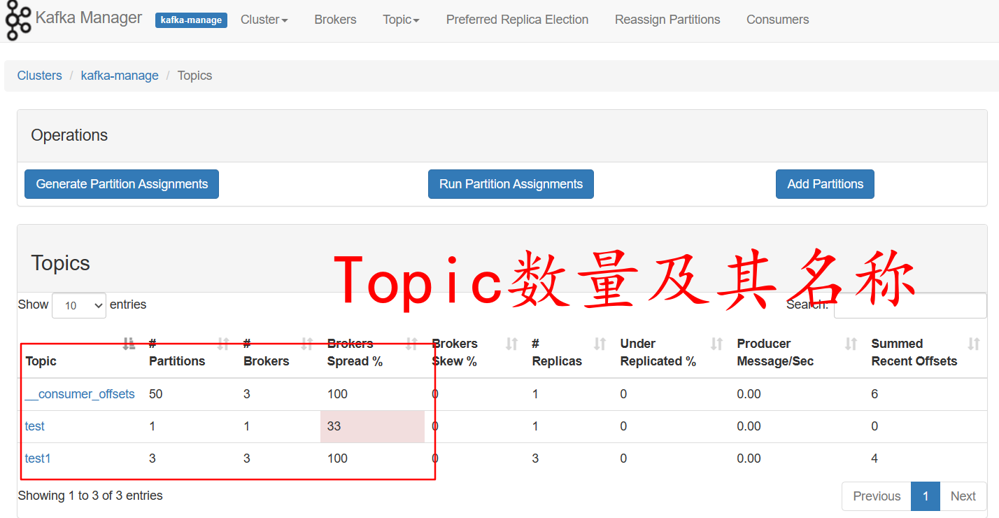 Kafka Manager kafka-manage Cluster Brokers Topic Preferred Replica Election Reassign Partitions Consumers
Clusters / kafka-manage / Topics
Operations
Generate Partition Assignments Run Partition Assignments Add Partitions
Topics
Topic数量及其名称
Show 10 entries Search:
Topic # Partitions # Brokers Brokers Spread % Brokers Skew % # Replicas Under Replicated % Producer Message/Sec Summed Recent Offsets
__consumer_offsets 50 3 100 0 1 0 0.00 6
test 1 1 33 0 1 0 0.00 0
test1 3 3 100 0 3 0 0.00 4
Showing 1 to 3 of 3 entries Previous 1 Next